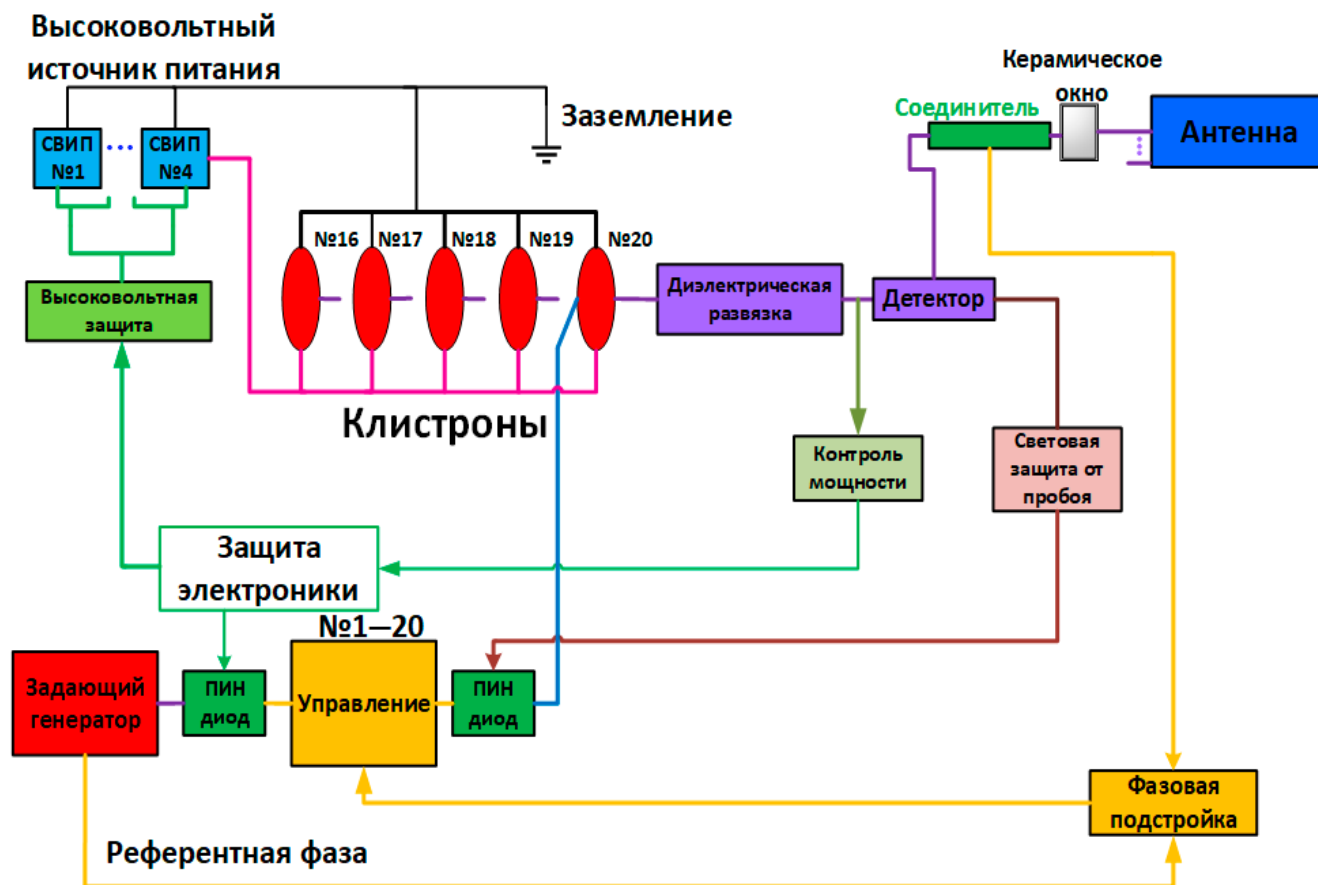 Высоковольтный
источник питания
Керамическое
окно
Соединитель
Заземление
Антенна
СВИП
№1
СВИП
№4
№16
№17
№18
№19
№20
Высоковольтная
защита
Диэлектрическая
развязка
Детектор
Клистроны
Контроль
мощности
Световая
защита от
пробоя
Защита
электроники
№1—20
Задающий
генератор
ПИН
диод
Управление
ПИН
диод
Фазовая
подстройка
Референтная фаза